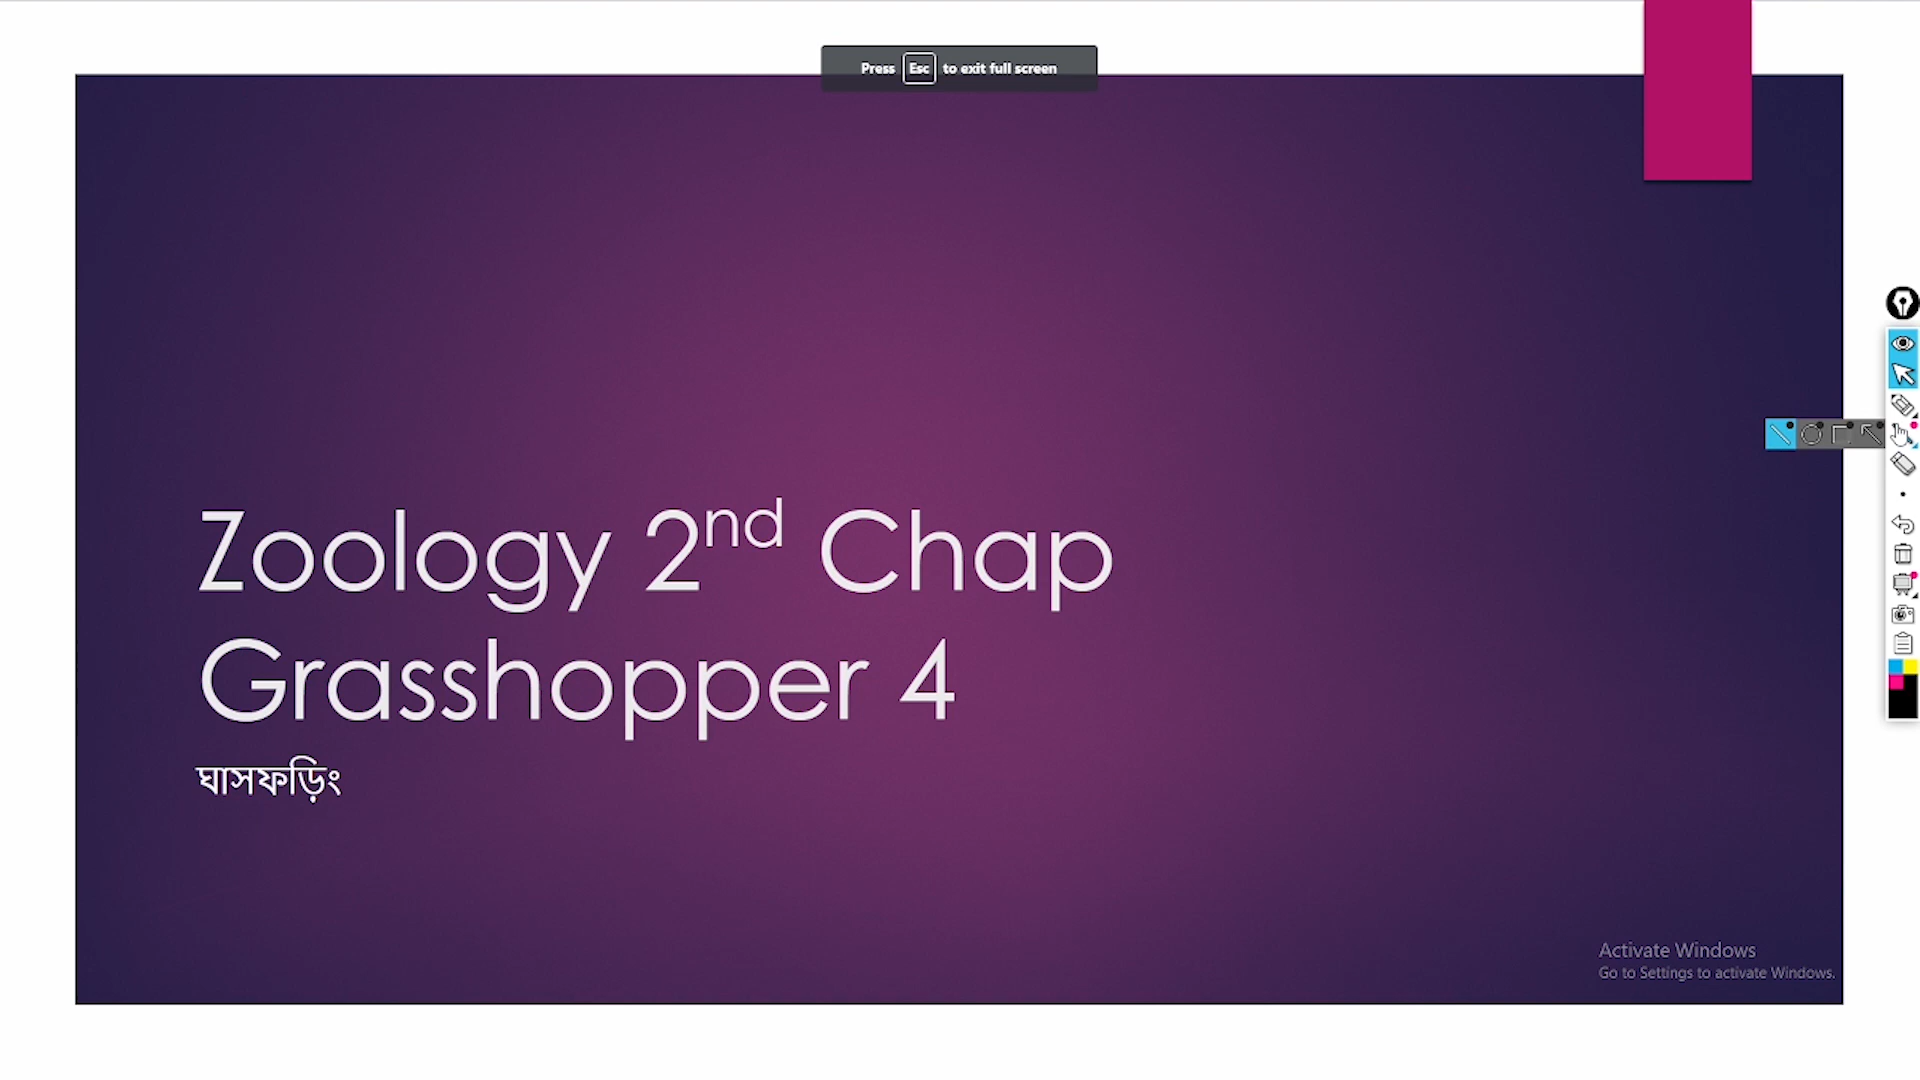 Press Esc to exit full screen
Zoology 2nd Chap
Grasshopper 4
ঘাসফড়িং
Activate Windows
Go to Settings to activate Windows.